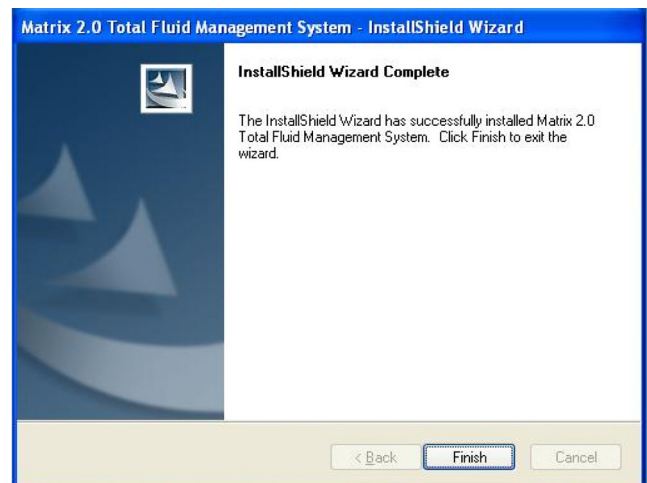 Matrix 2.0 Total Fluid Management System - InstallShield Wizard
InstallShield Wizard Complete
The InstallShield Wizard has successfully installed Matrix 2.0
Total Fluid Management System. Click Finish to exit the
wizard.
< Back
Finish
Cancel